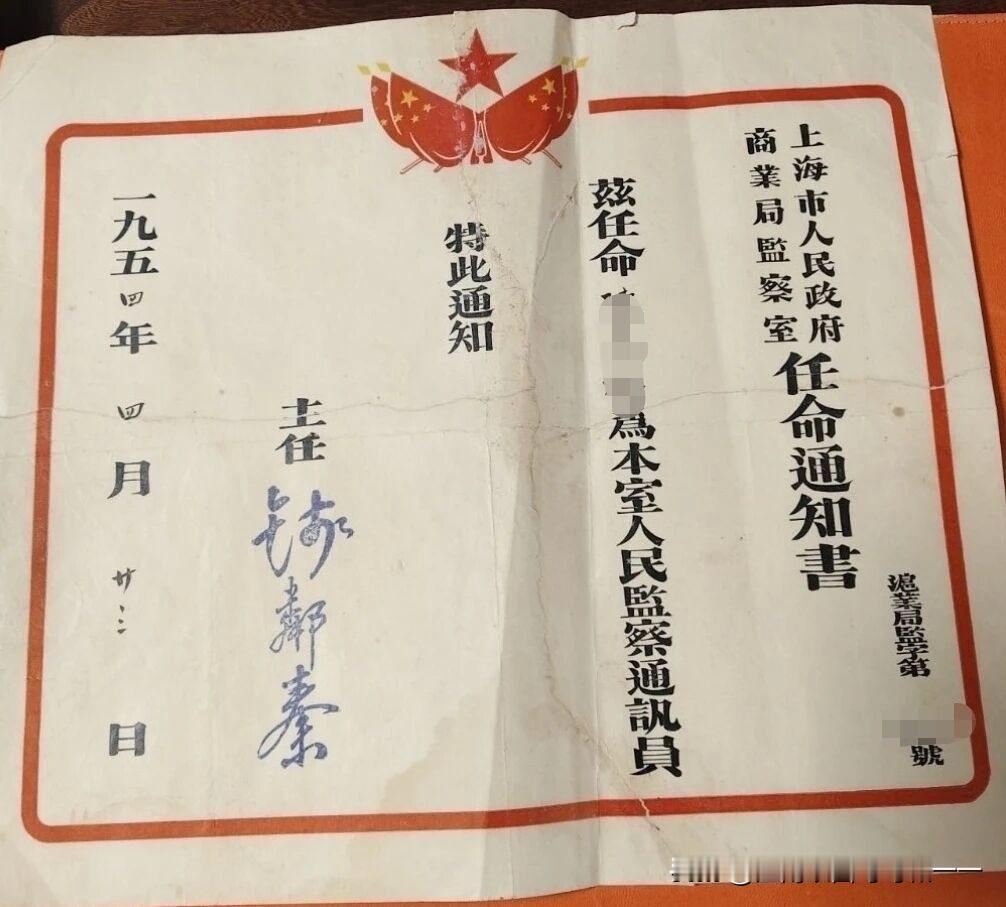 滬業局監字第
號
上海市人民政府
商業局監察室
任命通知書
茲任命
為本室人民監察通訊員
特此通知
主任
一九五四年四月廿三日